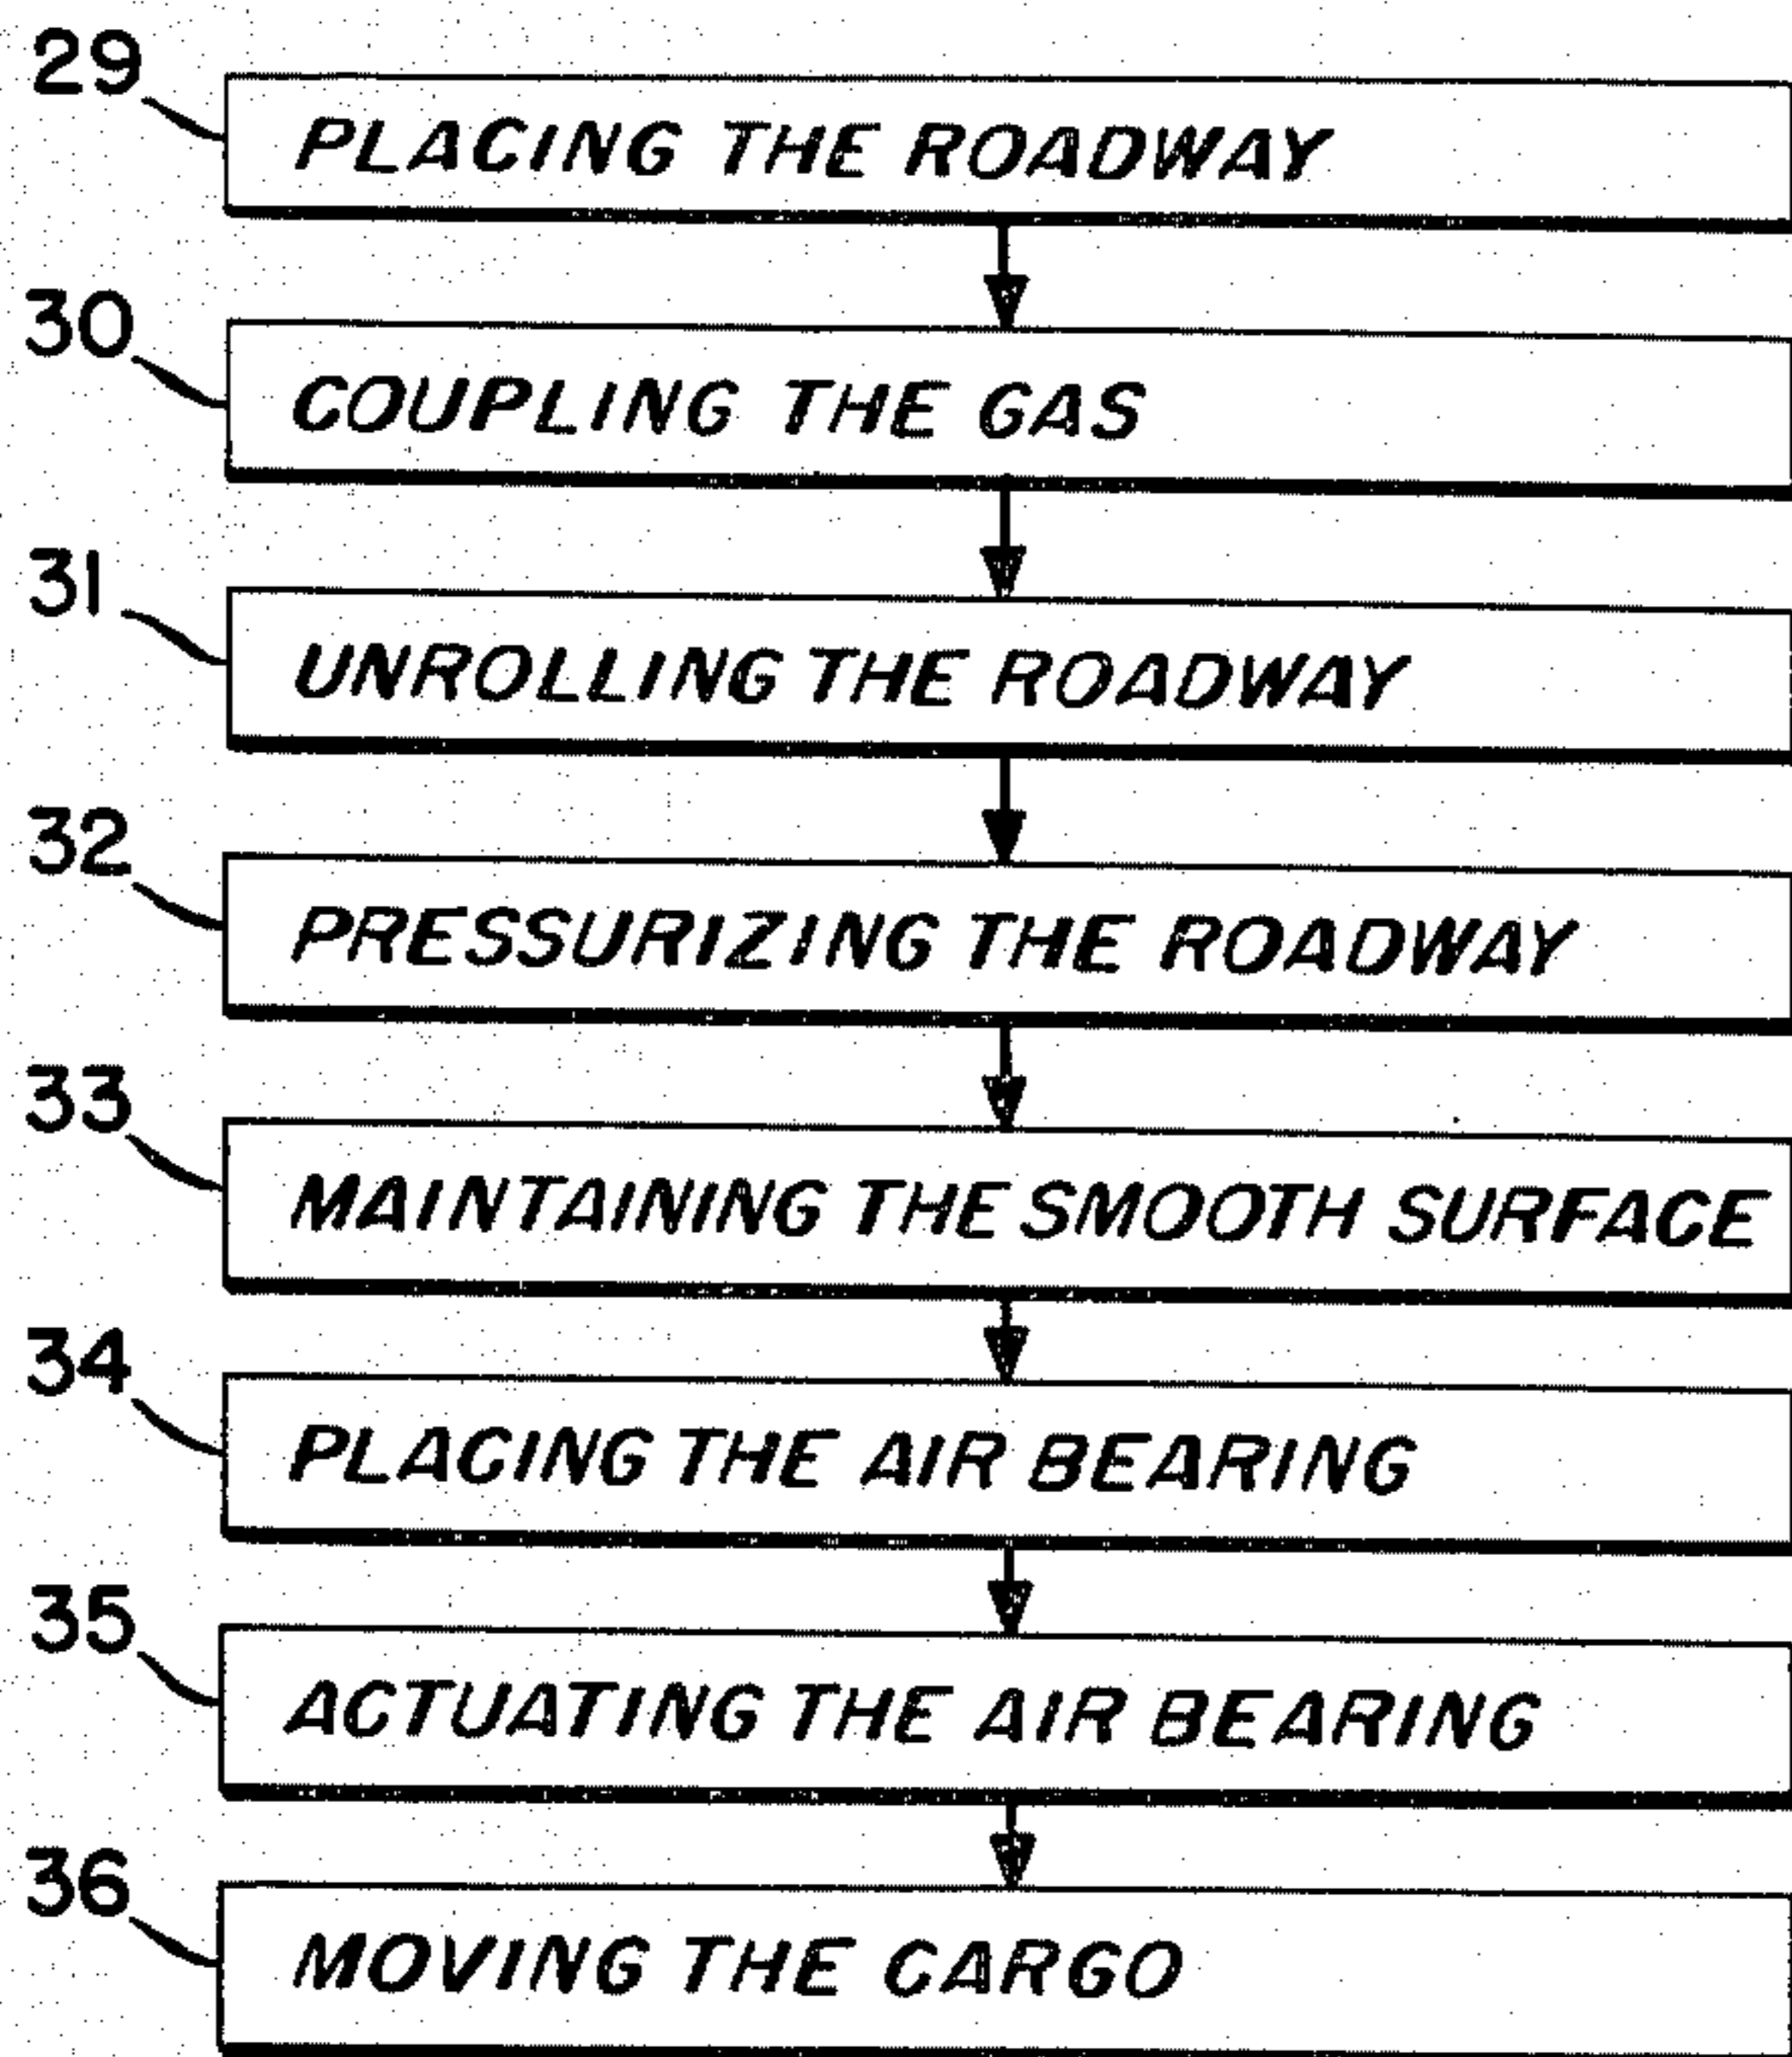 29
PLACING THE ROADWAY
30
COUPLING THE GAS
31
UNROLLING THE ROADWAY
32
PRESSURIZING THE ROADWAY
33
MAINTAINING THE SMOOTH SURFACE
34
PLACING THE AIR BEARING
35
ACTUATING THE AIR BEARING
36
MOVING THE CARGO